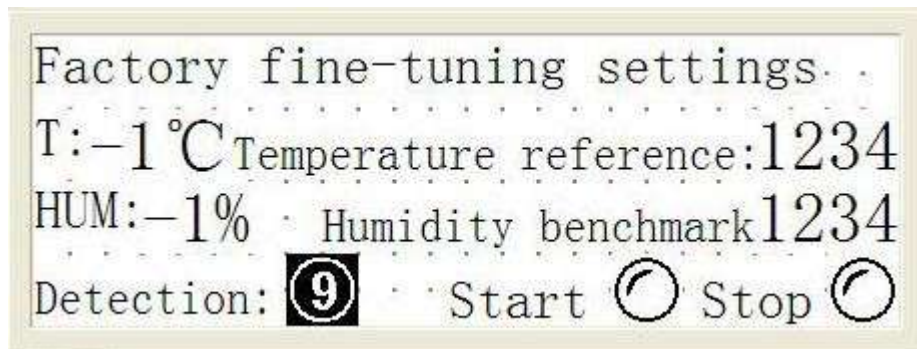 Factory fine-tuning settings
T:-1℃ Temperature reference:1234
HUM:-1% Humidity benchmark1234
Detection: 9 Start Stop